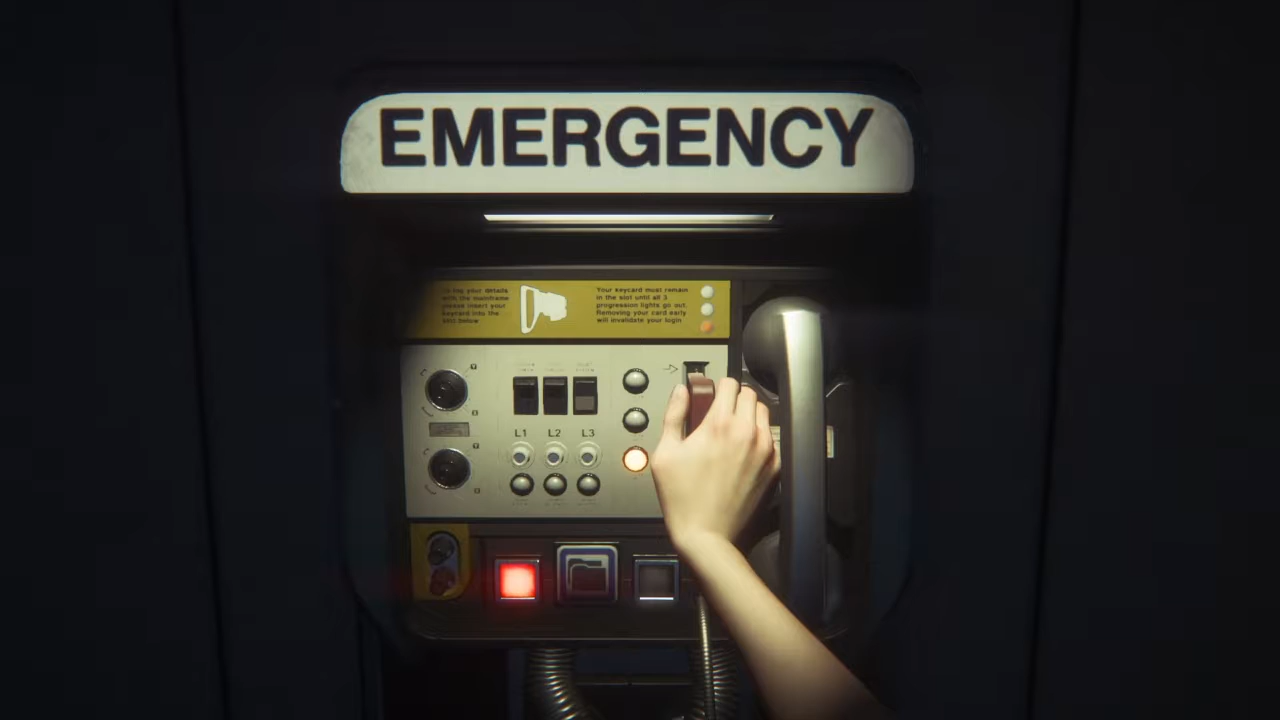 EMERGENCY
your details
with the mainframe
please insert your
keycard into the
slot below
Your keycard must remain
in the slot until all 3
progression lights go out.
Removing your card early
will invalidate your login
L1 L2 L3